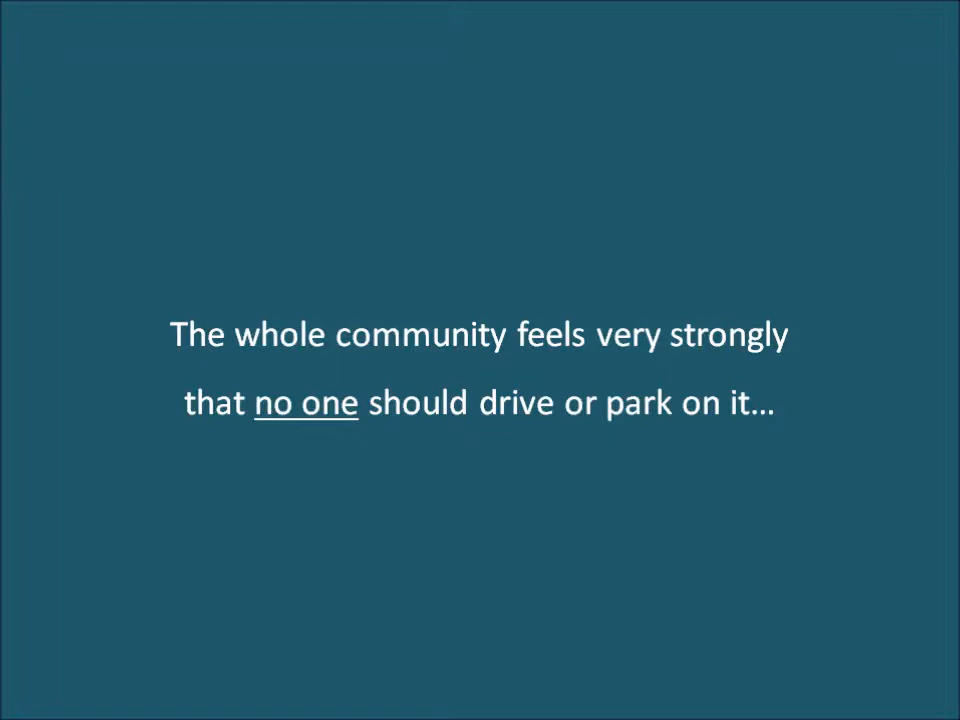 The whole community feels very strongly
that no one should drive or park on it…